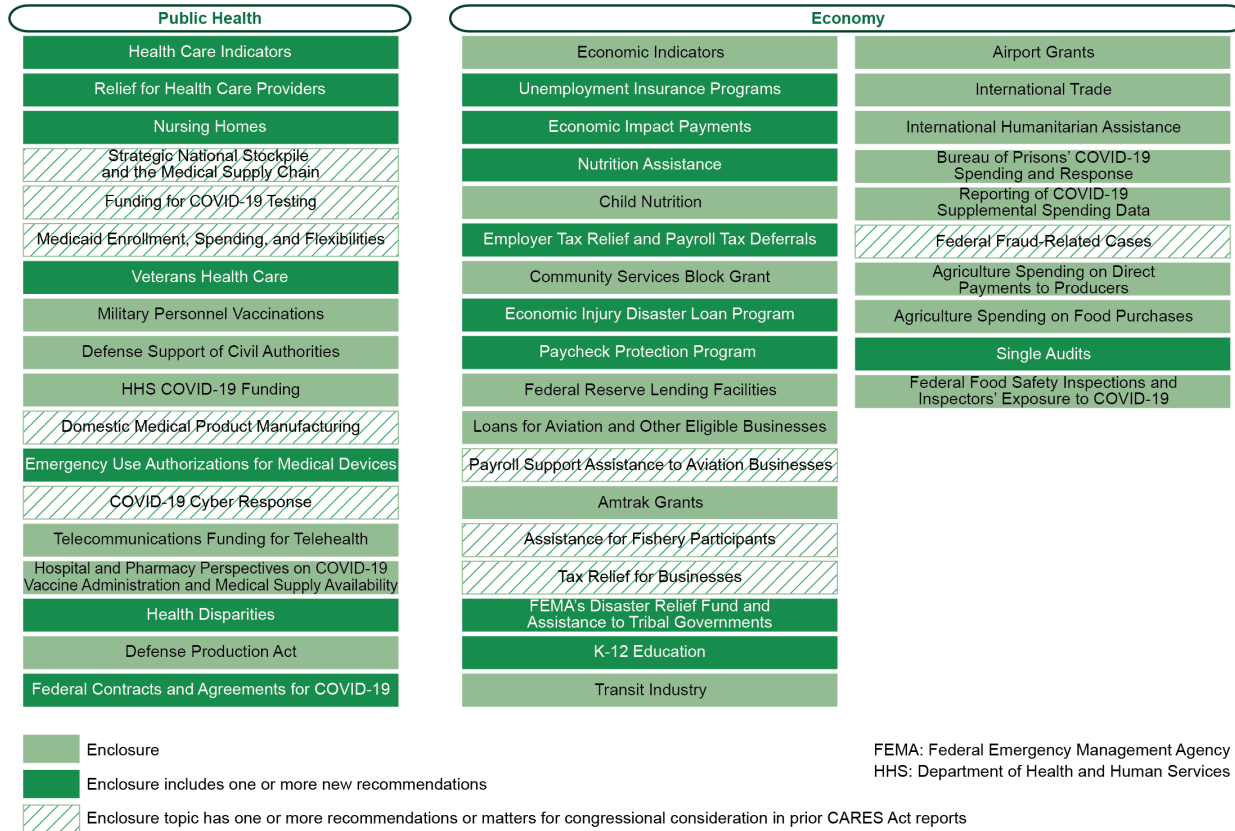 Public Health
Health Care Indicators
Relief for Health Care Providers
Nursing Homes
Strategic National Stockpile
and the Medical Supply Chain
Funding for COVID-19 Testing
Medicaid Enrollment, Spending, and Flexibilities
Veterans Health Care
Military Personnel Vaccinations
Defense Support of Civil Authorities
HHS COVID-19 Funding
Domestic Medical Product Manufacturing
Emergency Use Authorizations for Medical Devices
COVID-19 Cyber Response
Telecommunications Funding for Telehealth
Hospital and Pharmacy Perspectives on COVID-19
Vaccine Administration and Medical Supply Availability
Health Disparities
Defense Production Act
Federal Contracts and Agreements for COVID-19
Economy
Economic Indicators
Unemployment Insurance Programs
Economic Impact Payments
Nutrition Assistance
Child Nutrition
Employer Tax Relief and Payroll Tax Deferrals
Community Services Block Grant
Economic Injury Disaster Loan Program
Paycheck Protection Program
Federal Reserve Lending Facilities
Loans for Aviation and Other Eligible Businesses
Payroll Support Assistance to Aviation Businesses
Amtrak Grants
Assistance for Fishery Participants
Tax Relief for Businesses
FEMA's Disaster Relief Fund and
Assistance to Tribal Governments
K-12 Education
Transit Industry
Airport Grants
International Trade
International Humanitarian Assistance
Bureau of Prisons' COVID-19
Spending and Response
Reporting of COVID-19
Supplemental Spending Data
Federal Fraud-Related Cases
Agriculture Spending on Direct
Payments to Producers
Agriculture Spending on Food Purchases
Single Audits
Federal Food Safety Inspections and
Inspectors' Exposure to COVID-19
Enclosure
Enclosure includes one or more new recommendations
Enclosure topic has one or more recommendations or matters for congressional consideration in prior CARES Act reports
FEMA: Federal Emergency Management Agency
HHS: Department of Health and Human Services